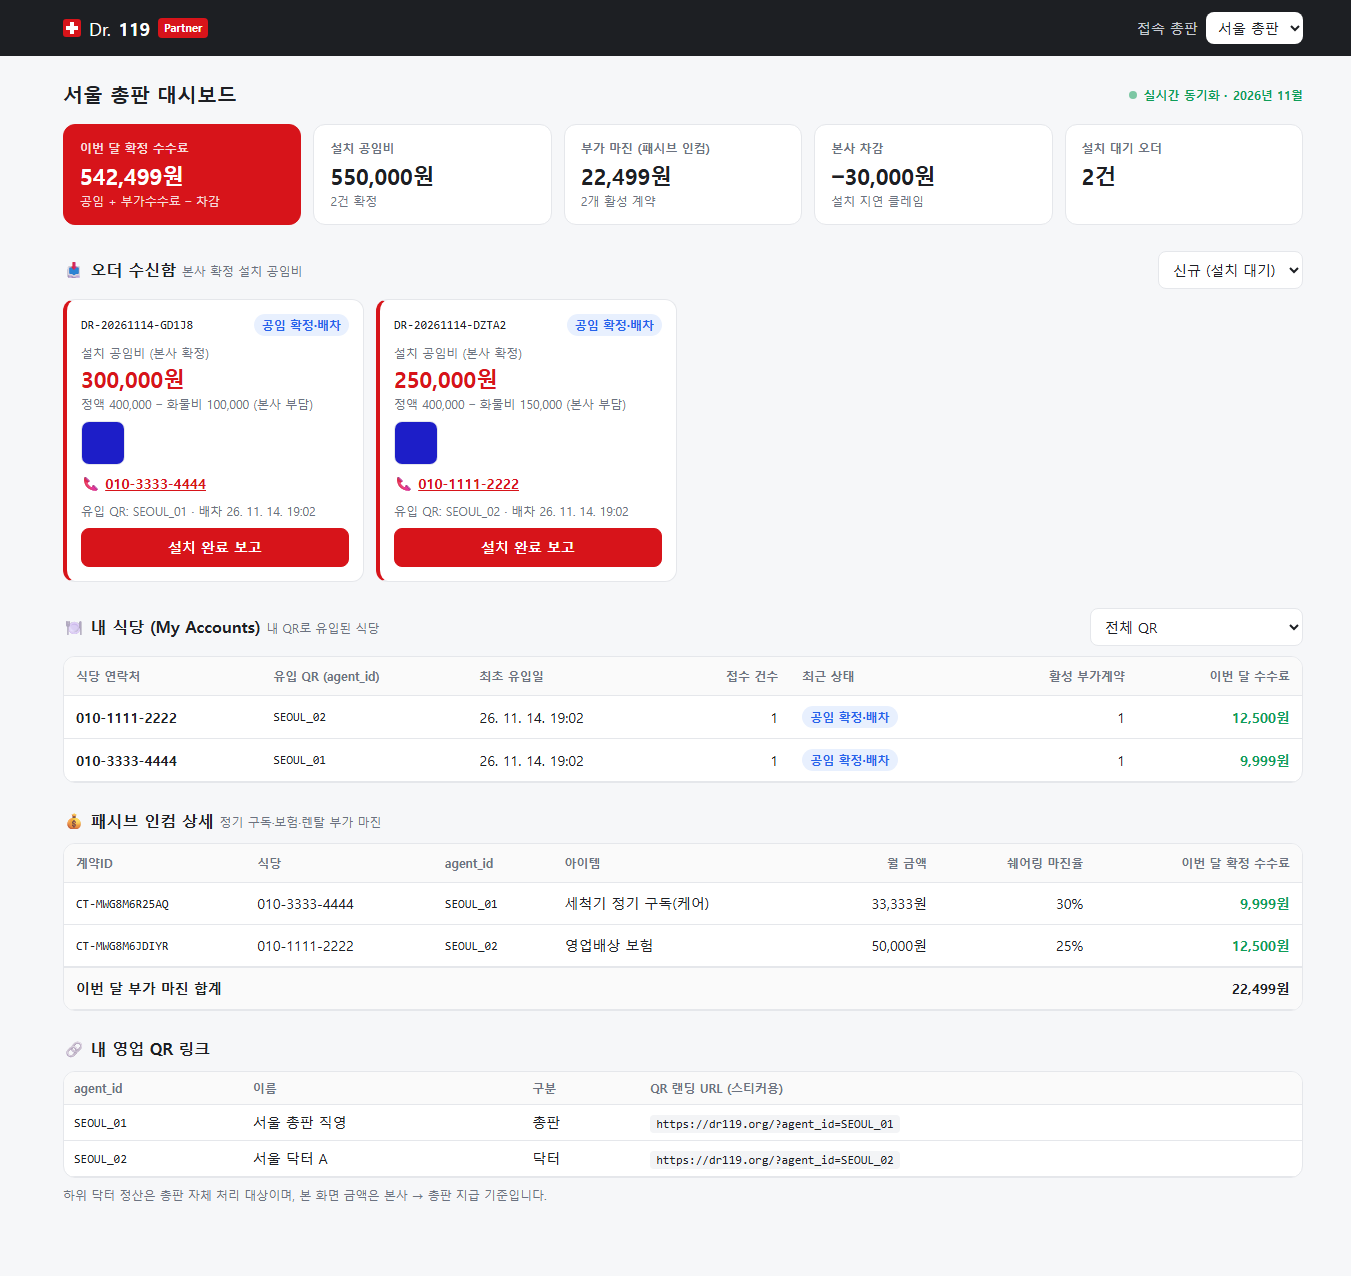 Dr. 119 Partner
접속 총판 서울 총판
서울 총판 대시보드
실시간 동기화 · 2026년 11월
이번 달 확정 수수료
542,499원
공임 + 부가수수료 − 차감
설치 공임비
550,000원
2건 확정
부가 마진 (패시브 인컴)
22,499원
2개 활성 계약
본사 차감
−30,000원
설치 지연 클레임
설치 대기 오더
2건
오더 수신함 본사 확정 설치 공임비
신규 (설치 대기)
DR-20261114-GD1J8 공임 확정·배차
설치 공임비 (본사 확정)
300,000원
정액 400,000 − 화물비 100,000 (본사 부담)
010-3333-4444
유입 QR: SEOUL_01 · 배차 26. 11. 14. 19:02
설치 완료 보고
DR-20261114-DZTA2 공임 확정·배차
설치 공임비 (본사 확정)
250,000원
정액 400,000 − 화물비 150,000 (본사 부담)
010-1111-2222
유입 QR: SEOUL_02 · 배차 26. 11. 14. 19:02
설치 완료 보고
내 식당 (My Accounts) 내 QR로 유입된 식당
전체 QR
식당 연락처 유입 QR (agent_id) 최초 유입일 접수 건수 최근 상태 활성 부가계약 이번 달 수수료
010-1111-2222 SEOUL_02 26. 11. 14. 19:02 1 공임 확정·배차 1 12,500원
010-3333-4444 SEOUL_01 26. 11. 14. 19:02 1 공임 확정·배차 1 9,999원
패시브 인컴 상세 정기 구독·보험·렌탈 부가 마진
계약ID 식당 agent_id 아이템 월 금액 쉐어링 마진율 이번 달 확정 수수료
CT-MWG8M6R25AQ 010-3333-4444 SEOUL_01 세척기 정기 구독(케어) 33,333원 30% 9,999원
CT-MWG8M6JDIYR 010-1111-2222 SEOUL_02 영업배상 보험 50,000원 25% 12,500원
이번 달 부가 마진 합계 22,499원
내 영업 QR 링크
agent_id 이름 구분 QR 랜딩 URL (스티커용)
SEOUL_01 서울 총판 직영 총판 https://dr119.org/?agent_id=SEOUL_01
SEOUL_02 서울 닥터 A 닥터 https://dr119.org/?agent_id=SEOUL_02
하위 닥터 정산은 총판 자체 처리 대상이며, 본 화면 금액은 본사 → 총판 지급 기준입니다.